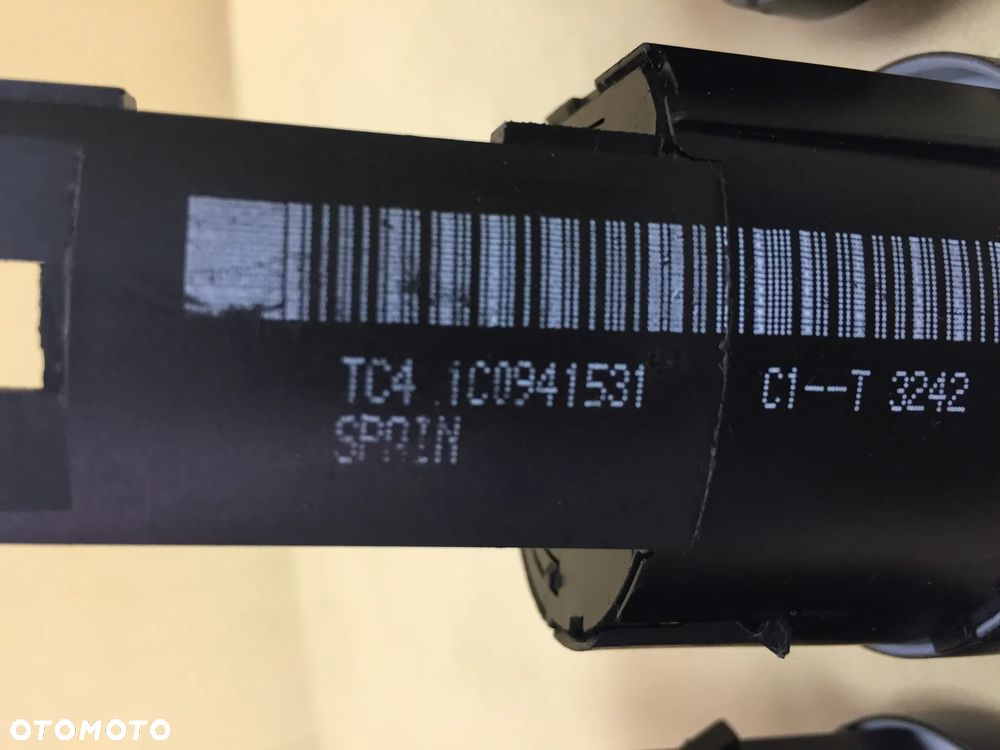 TC4 1C0941531 C1--T 3242
SPAIN
OTOMOTO